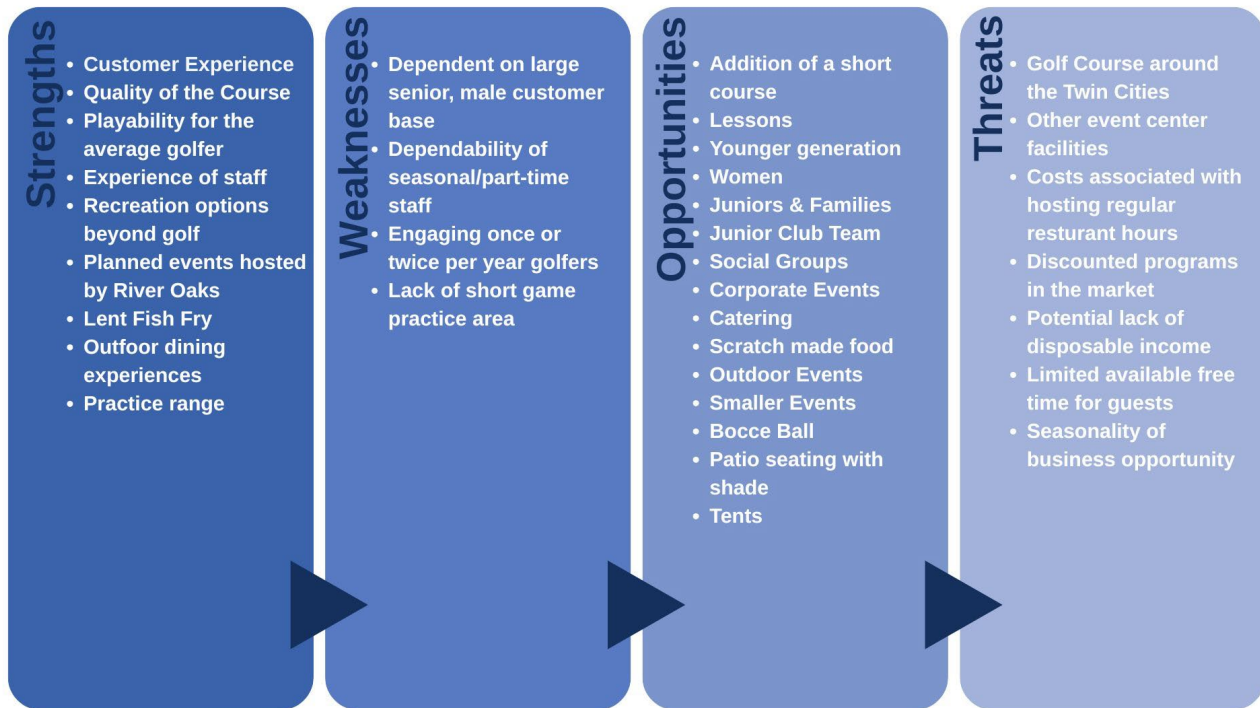 Strengths
• Customer Experience
• Quality of the Course
• Playability for the
average golfer
• Experience of staff
• Recreation options
beyond golf
• Planned events hosted
by River Oaks
• Lent Fish Fry
• Outfoor dining
experiences
• Practice range
Weaknesses
• Dependent on large
senior, male customer
base
• Dependability of
seasonal/part-time
staff
• Engaging once or
twice per year golfers
• Lack of short game
practice area
Opportunities
• Addition of a short
course
• Lessons
• Younger generation
• Women
• Juniors & Families
• Junior Club Team
• Social Groups
• Corporate Events
• Catering
• Scratch made food
• Outdoor Events
• Smaller Events
• Bocce Ball
• Patio seating with
shade
• Tents
Threats
• Golf Course around
the Twin Cities
• Other event center
facilities
• Costs associated with
hosting regular
resturant hours
• Discounted programs
in the market
• Potential lack of
disposable income
• Limited available free
time for guests
• Seasonality of
business opportunity